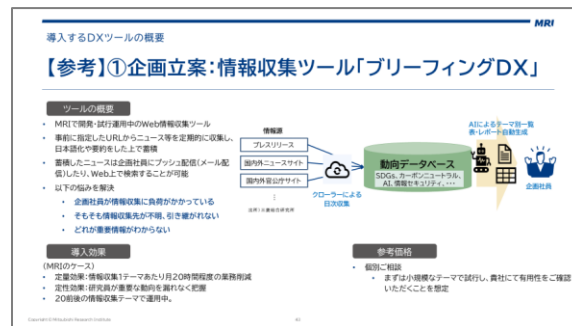 MRI
導入するDXツールの概要
【参考】①企画立案：情報収集ツール「ブリーフィングDX」
ツールの概要
• MRIで開発・試行運用中のWeb情報収集ツール
• 事前に指定したURLからニュース等を定期的に収集し、
日本語化や要約をした上で蓄積
• 蓄積したニュースは企画社員にプッシュ配信（メール配
信）したり、Web上で検索することが可能
• 以下の悩みを解決
• 企画社員が情報収集に負荷がかかっている
• そもそも情報収集先が不明、引き継がれない
• どれが重要情報がわからない
情報源
プレスリリース
国内外ニュースサイト
国内外官公庁サイト
クローラーによる
日次収集
動向データベース
SDGs、カーボンニュートラル、
AI、情報セキュリティ、・・・
AIによるテーマ別一覧
表・レポート自動生成
企画社員
導入効果
（MRIのケース）
• 定量効果：情報収集1テーマあたり月20時間程度の業務削減
• 定性効果：研究員が重要な動向を漏れなく把握
• 20前後の情報収集テーマで運用中。
参考価格
• 個別ご相談
• まずは小規模なテーマで試行し、貴社にて有用性をご確認
いただくことを想定
Copyright © Mitsubishi Research Institute